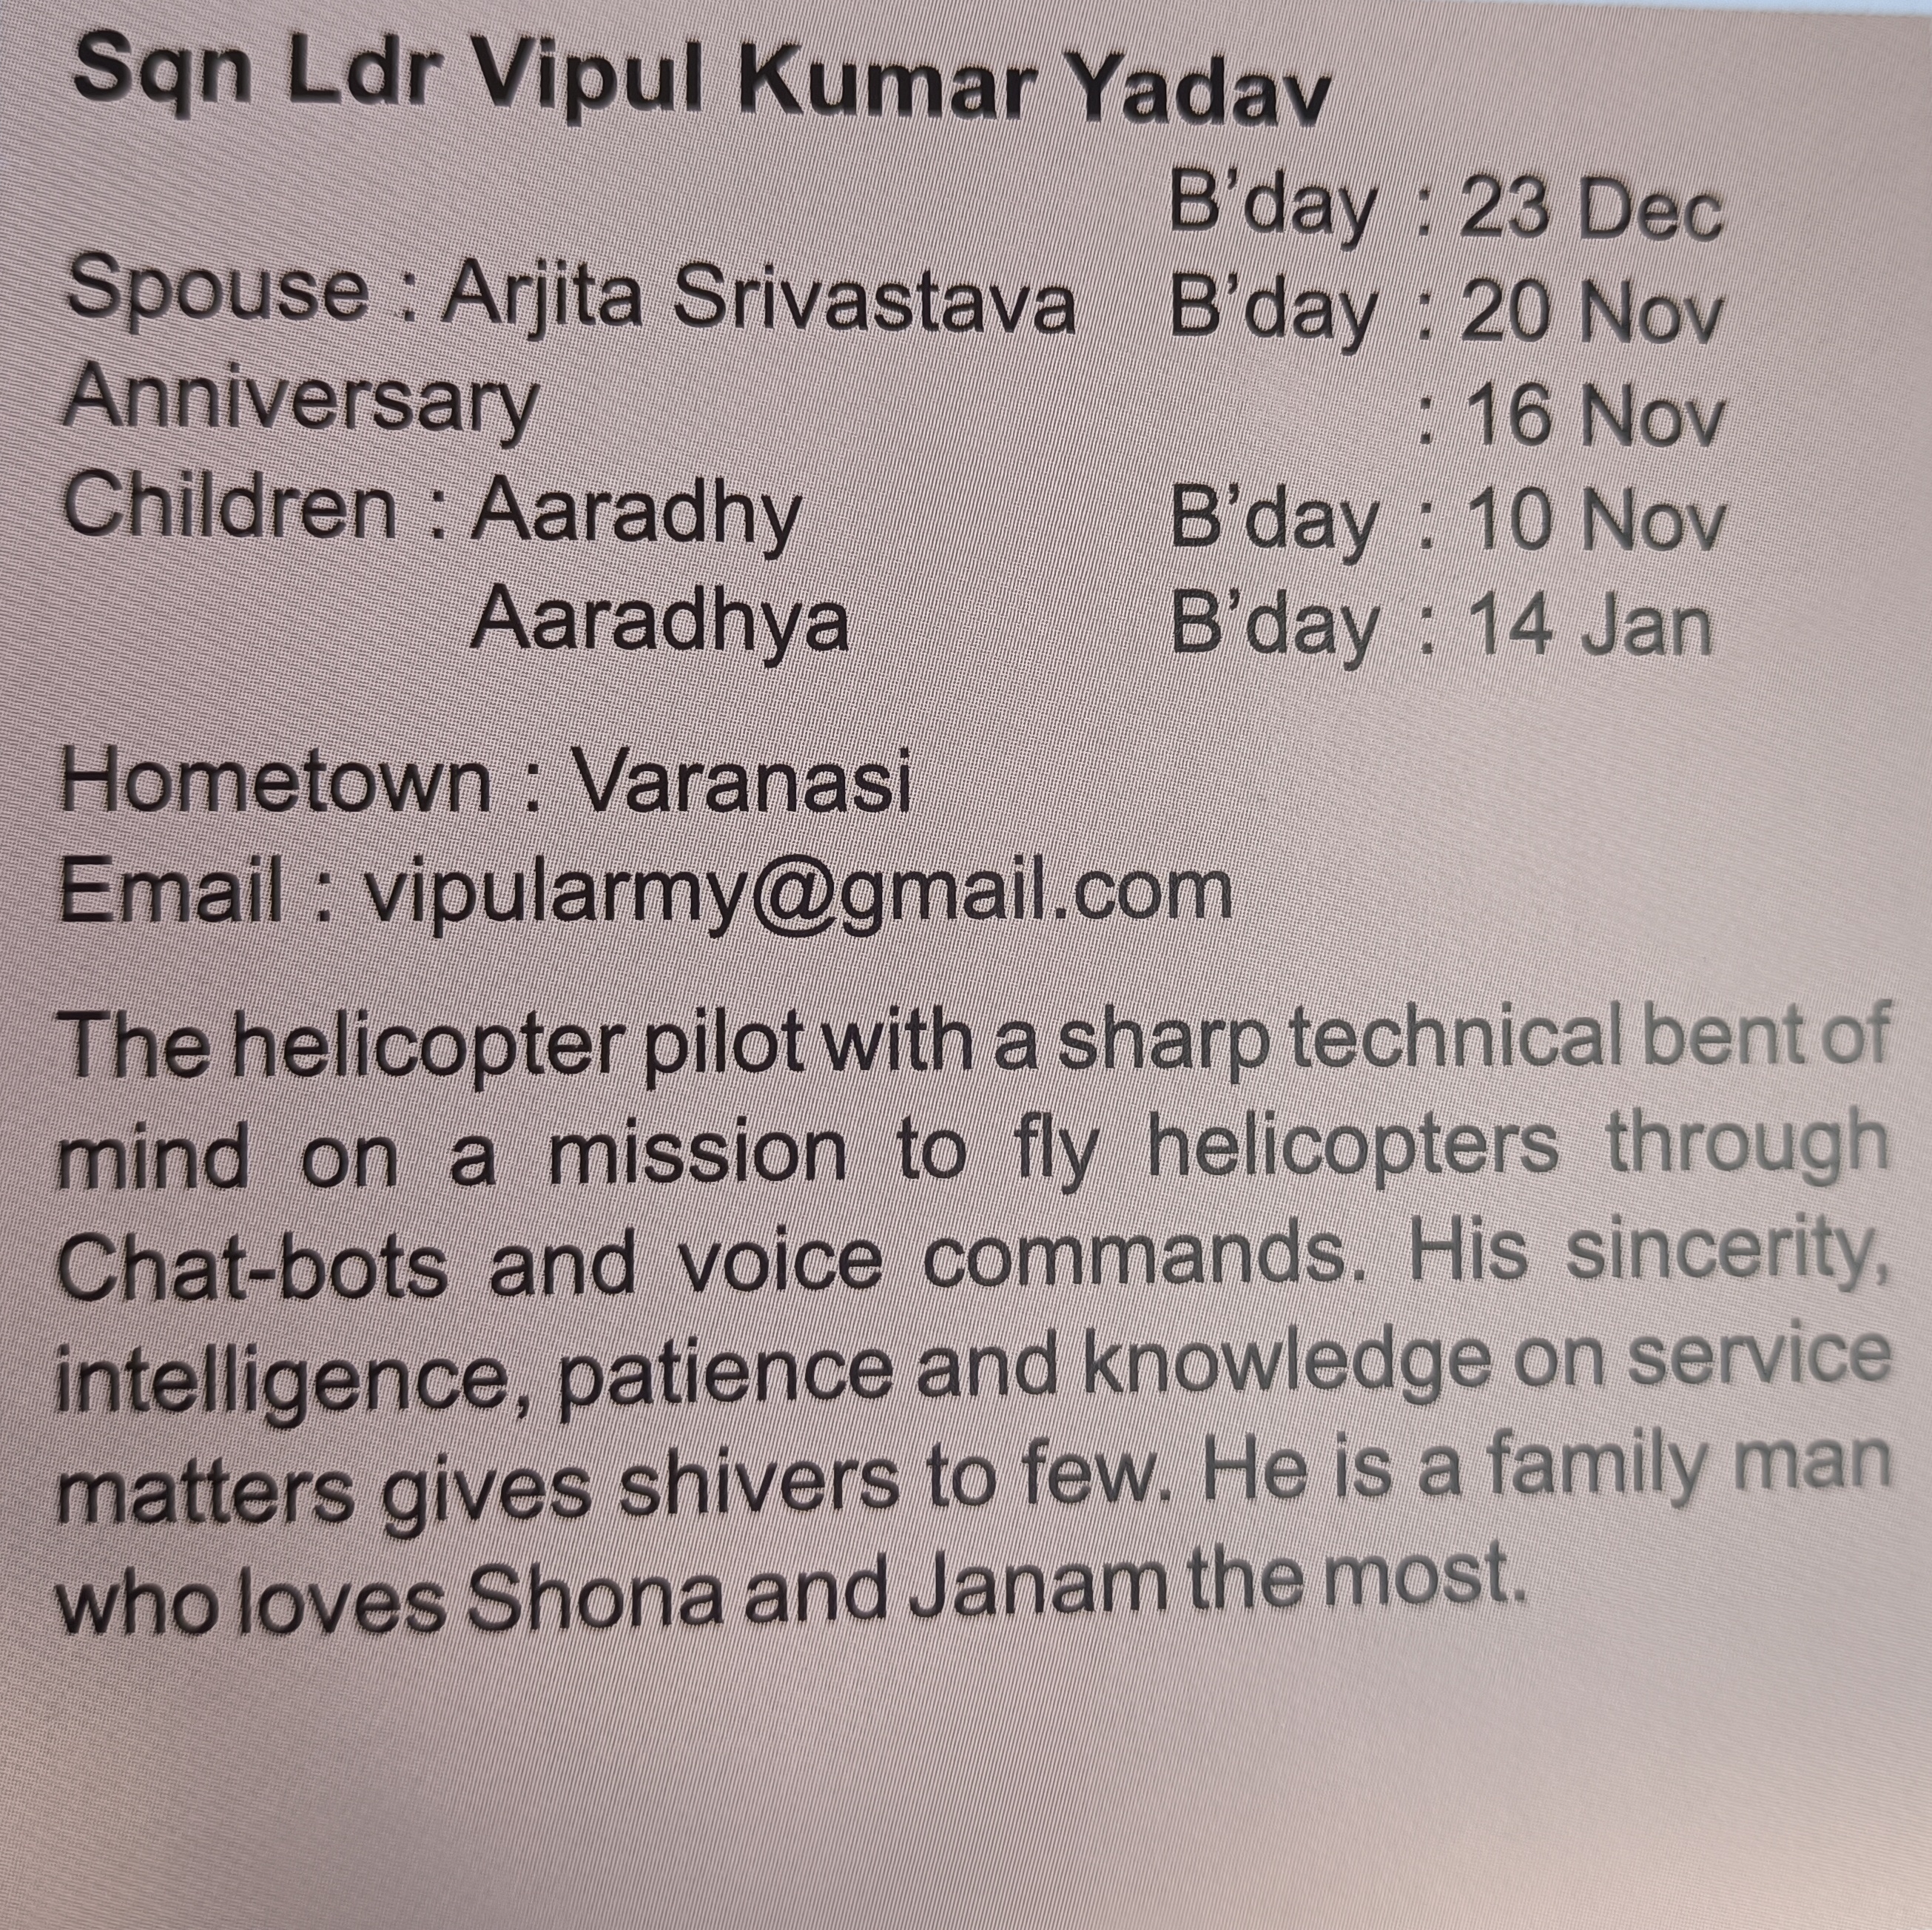 Sqn Ldr Vipul Kumar Yadav
B'day : 23 Dec
Spouse : Arjita Srivastava B'day : 20 Nov
Anniversary : 16 Nov
Children : Aaradhy B'day : 10 Nov
Aaradhya B'day : 14 Jan
Hometown : Varanasi
Email : vipularmy@gmail.com
The helicopter pilot with a sharp technical bent of
mind on a mission to fly helicopters through
Chat-bots and voice commands. His sincerity,
intelligence, patience and knowledge on service
matters gives shivers to few. He is a family man
who loves Shona and Janam the most.